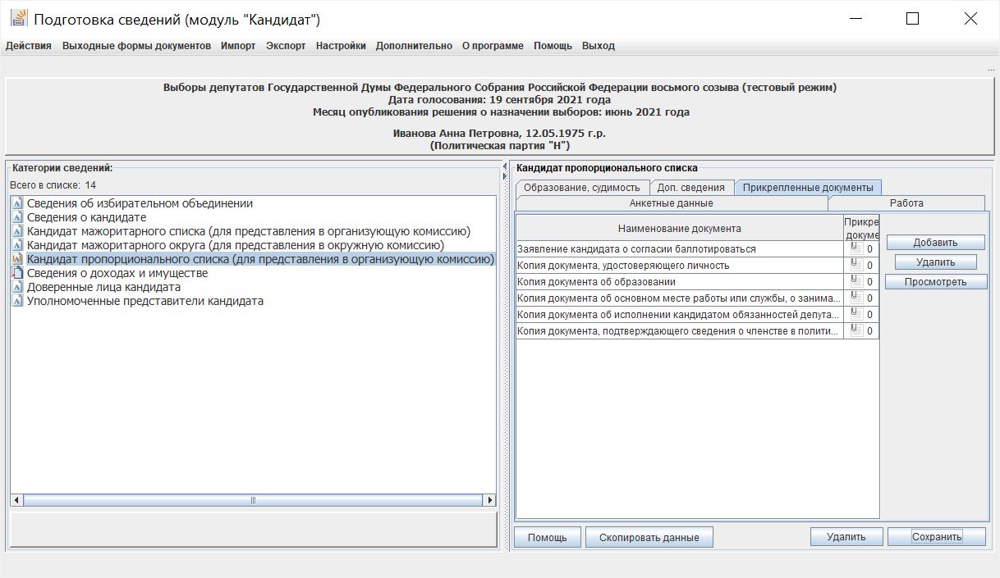 Подготовка сведений (модуль "Кандидат")
Действия Выходные формы документов Импорт Экспорт Настройки Дополнительно О программе Помощь Выход
...
Выборы депутатов Государственной Думы Федерального Собрания Российской Федерации восьмого созыва (тестовый режим)
Дата голосования: 19 сентября 2021 года
Месяц опубликования решения о назначении выборов: июнь 2021 года
Иванова Анна Петровна, 12.05.1975 г.р.
(Политическая партия "Н")
Категории сведений:
Всего в списке: 14
Сведения об избирательном объединении
Сведения о кандидате
Кандидат мажоритарного списка (для представления в организующую комиссию)
Кандидат мажоритарного округа (для представления в окружную комиссию)
Кандидат пропорционального списка (для представления в организующую комиссию)
Сведения о доходах и имуществе
Доверенные лица кандидата
Уполномоченные представители кандидата
Кандидат пропорционального списка
Образование, судимость Доп. сведения Прикрепленные документы
Анкетные данные Работа
Наименование документа Прикре
докуме
Заявление кандидата о согласии баллотироваться 0
Копия документа, удостоверяющего личность 0
Копия документа об образовании 0
Копия документа об основном месте работы или службы, о занима... 0
Копия документа об исполнении кандидатом обязанностей депута... 0
Копия документа, подтверждающего сведения о членстве в полити... 0
Добавить
Удалить
Просмотреть
Помощь Скопировать данные Удалить Сохранить